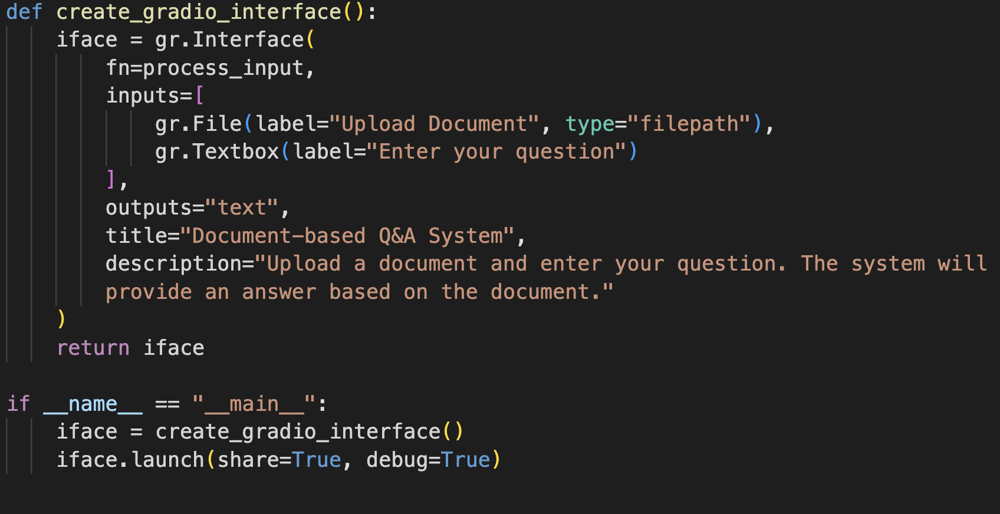 def create_gradio_interface():
    iface = gr.Interface(
        fn=process_input,
        inputs=[
            gr.File(label="Upload Document", type="filepath"),
            gr.Textbox(label="Enter your question")
        ],
        outputs="text",
        title="Document-based Q&A System",
        description="Upload a document and enter your question. The system will
        provide an answer based on the document."
    )
    return iface

if __name__ == "__main__":
    iface = create_gradio_interface()
    iface.launch(share=True, debug=True)